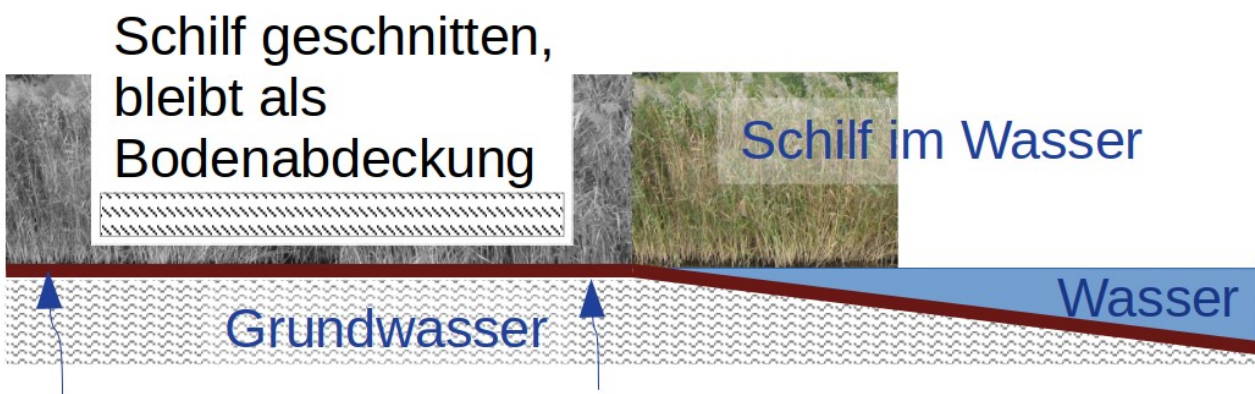 Schilf geschnitten,
bleibt als
Bodenabdeckung
Schilf im Wasser
Wasser
Grundwasser